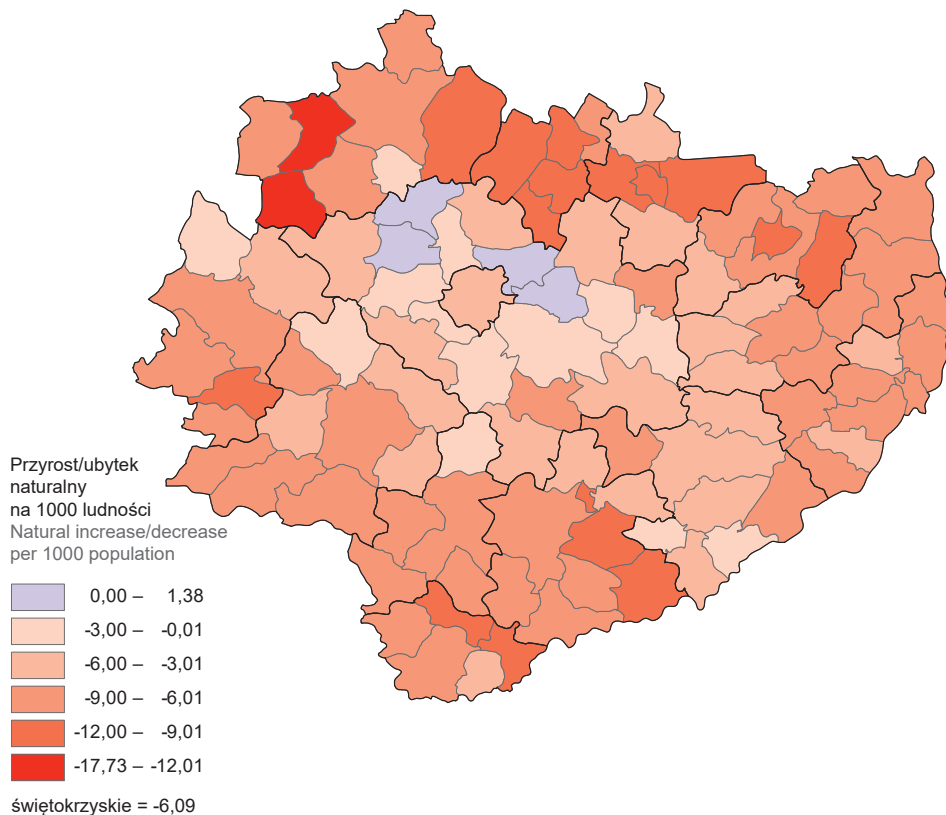 Przyrost/ubytek
naturalny
na 1000 ludności
Natural increase/decrease
per 1000 population
0,00 – 1,38
-3,00 – -0,01
-6,00 – -3,01
-9,00 – -6,01
-12,00 – -9,01
-17,73 – -12,01
świętokrzyskie = -6,09